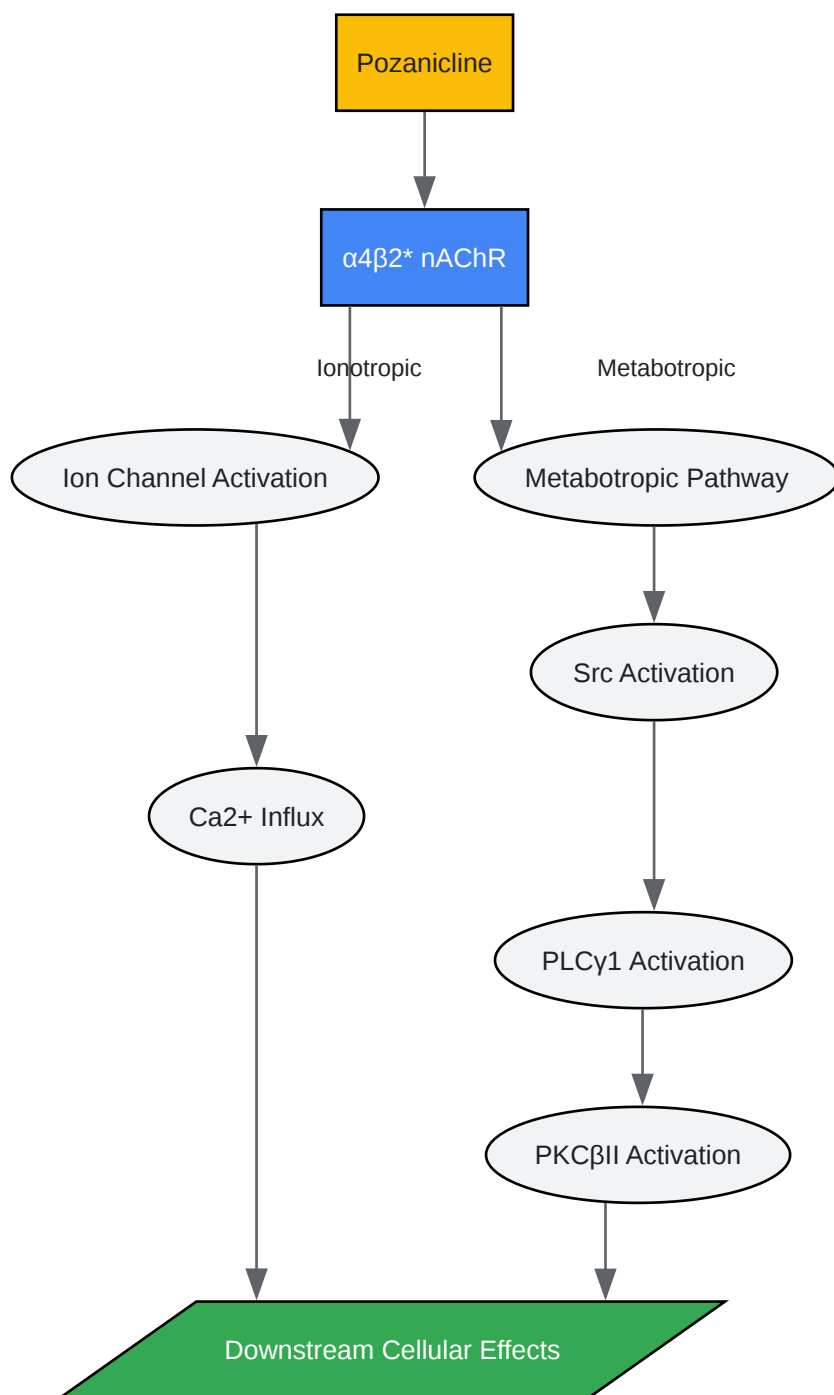 Pozanicline
α4β2* nAChR
Ionotropic
Metabotropic
Ion Channel Activation
Metabotropic Pathway
Src Activation
Ca2+ Influx
PLCγ1 Activation
PKCβII Activation
Downstream Cellular Effects